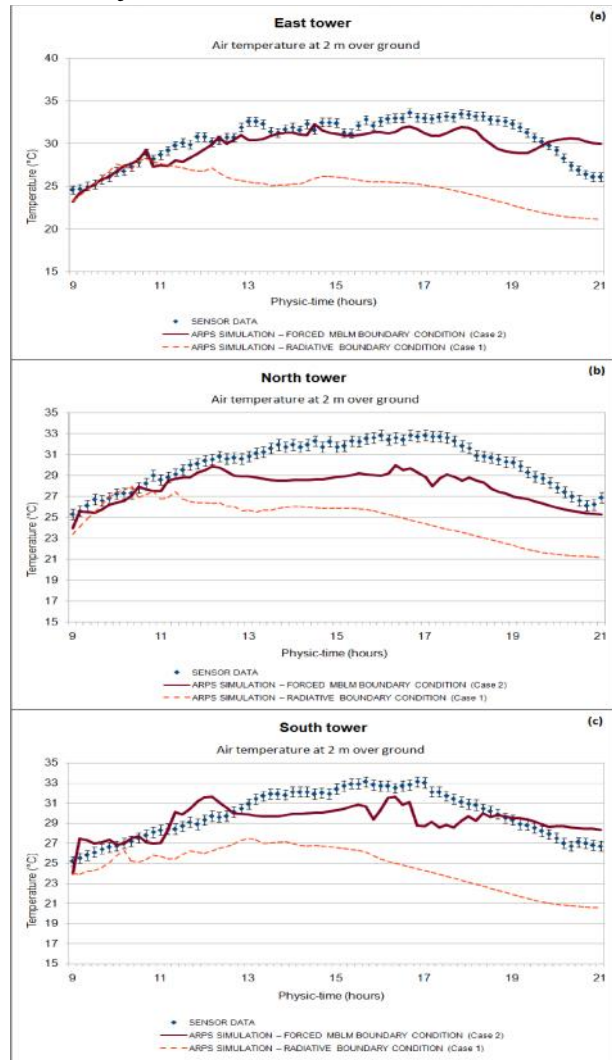 East tower
(a)
Air temperature at 2 m over ground
40
35
30
25
20
15
Temperature (°C)
9 11 13 15 17 19 21
Physic-time (hours)
SENSOR DATA
ARPS SIMULATION – FORCED MBLM BOUNDARY CONDITION (Case 2)
ARPS SIMULATION – RADIATIVE BOUNDARY CONDITION (Case 1)
North tower
(b)
Air temperature at 2 m over ground
33
31
29
27
25
23
21
19
17
15
Temperature (°C)
9 11 13 15 17 19 21
Physic-time (hours)
SENSOR DATA
ARPS SIMULATION – FORCED MBLM BOUNDARY CONDITION (Case 2)
ARPS SIMULATION – RADIATIVE BOUNDARY CONDITION (Case 1)
South tower
(c)
Air temperature at 2 m over ground
35
33
31
29
27
25
23
21
19
17
15
Temperature (°C)
9 11 13 15 17 19 21
Physic-time (hours)
SENSOR DATA
ARPS SIMULATION – FORCED MBLM BOUNDARY CONDITION (Case 2)
ARPS SIMULATION – RADIATIVE BOUNDARY CONDITION (Case 1)